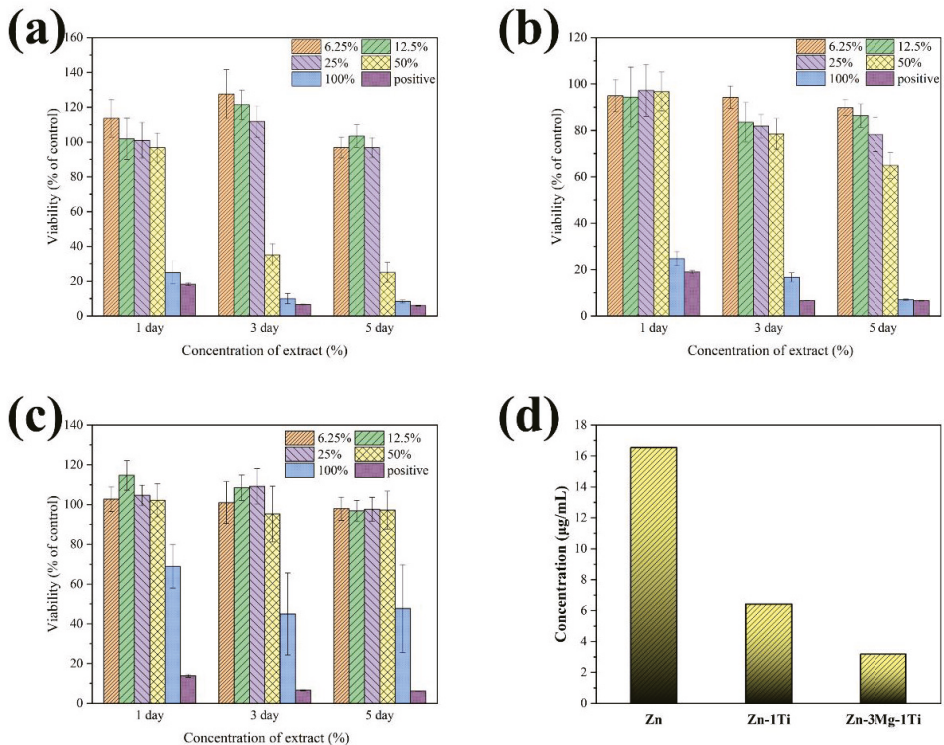 (a)
160
140
120
100
80
60
40
20
0
Viability (% of control)
6.25% 12.5%
25% 50%
100% positive
1 day 3 day 5 day
Concentration of extract (%)
(b)
120
100
80
60
40
20
0
Viability (% of control)
6.25% 12.5%
25% 50%
100% positive
1 day 3 day 5 day
Concentration of extract (%)
(c)
140
120
100
80
60
40
20
0
Viability (% of control)
6.25% 12.5%
25% 50%
100% positive
1 day 3 day 5 day
Concentration of extract (%)
(d)
18
16
14
12
10
8
6
4
2
0
Concentration (μg/mL)
Zn Zn-1Ti Zn-3Mg-1Ti